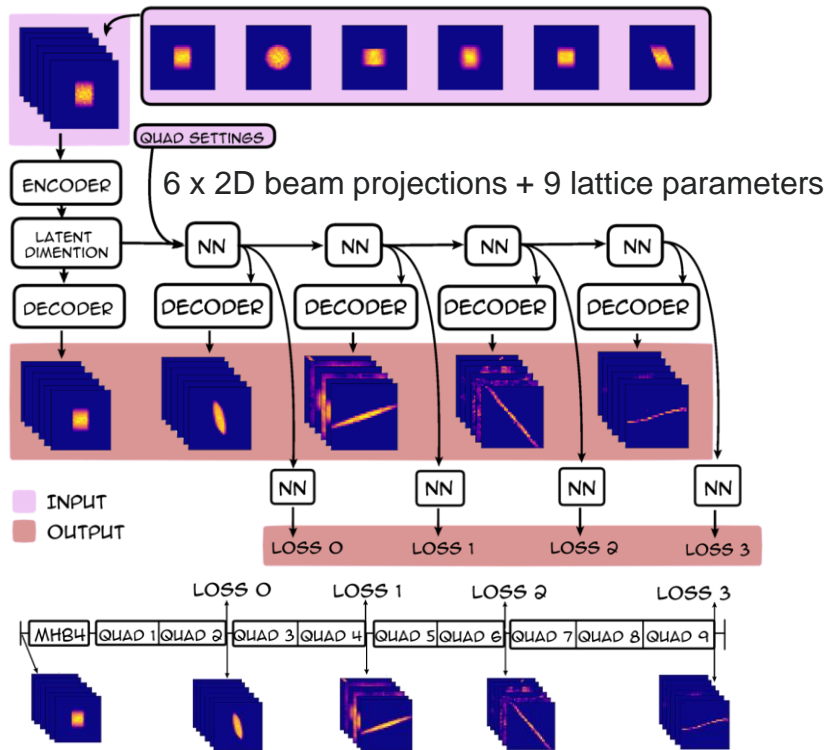 QUAD SETTINGS
6 x 2D beam projections + 9 lattice parameters
ENCODER
LATENT
DIMENTION
NN
NN
NN
NN
DECODER
DECODER
DECODER
DECODER
DECODER
NN
NN
NN
NN
INPUT
OUTPUT
LOSS 0
LOSS 1
LOSS 2
LOSS 3
LOSS 0
LOSS 1
LOSS 2
LOSS 3
MHB4
QUAD 1
QUAD 2
QUAD 3
QUAD 4
QUAD 5
QUAD 6
QUAD 7
QUAD 8
QUAD 9